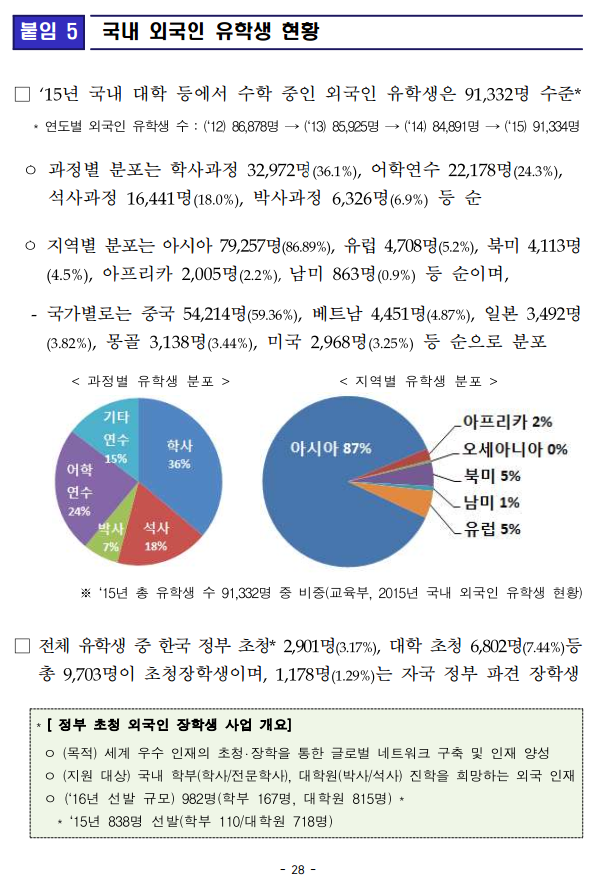 붙임 5 국내 외국인 유학생 현황
□ ‘15년 국내 대학 등에서 수학 중인 외국인 유학생은 91,332명 수준*
* 연도별 외국인 유학생 수 : (‘12) 86,878명 → (‘13) 85,925명 → (‘14) 84,891명 → (‘15) 91,334명
ㅇ 과정별 분포는 학사과정 32,972명(36.1%), 어학연수 22,178명(24.3%),
석사과정 16,441명(18.0%), 박사과정 6,326명(6.9%) 등 순
ㅇ 지역별 분포는 아시아 79,257명(86.89%), 유럽 4,708명(5.2%), 북미 4,113명
(4.5%), 아프리카 2,005명(2.2%), 남미 863명(0.9%) 등 순이며,
- 국가별로는 중국 54,214명(59.36%), 베트남 4,451명(4.87%), 일본 3,492명
(3.82%), 몽골 3,138명(3.44%), 미국 2,968명(3.25%) 등 순으로 분포
< 과정별 유학생 분포 >
기타
연수
15%
학사
36%
어학
연수
24%
박사
7%
석사
18%
< 지역별 유학생 분포 >
아시아 87%
아프리카 2%
오세아니아 0%
북미 5%
남미 1%
유럽 5%
※ ‘15년 총 유학생 수 91,332명 중 비중(교육부, 2015년 국내 외국인 유학생 현황)
□ 전체 유학생 중 한국 정부 초청* 2,901명(3.17%), 대학 초청 6,802명(7.44%)등
총 9,703명이 초청장학생이며, 1,178명(1.29%)는 자국 정부 파견 장학생
* [ 정부 초청 외국인 장학생 사업 개요]
ㅇ (목적) 세계 우수 인재의 초청·장학을 통한 글로벌 네트워크 구축 및 인재 양성
ㅇ (지원 대상) 국내 학부(학사/전문학사), 대학원(박사/석사) 진학을 희망하는 외국 인재
ㅇ (‘16년 선발 규모) 982명(학부 167명, 대학원 815명) *
* ‘15년 838명 선발(학부 110/대학원 718명)
- 28 -